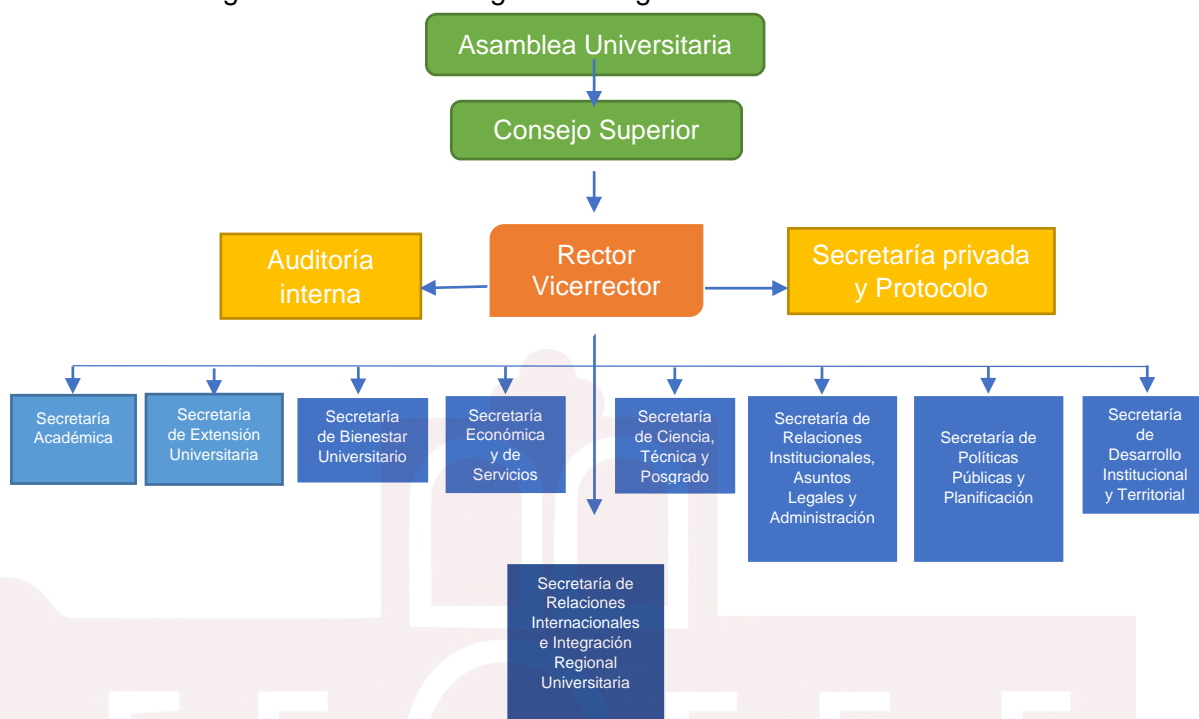 Asamblea Universitaria
Consejo Superior
Auditoría
interna
Rector
Vicerrector
Secretaría privada
y Protocolo
Secretaría
Académica
Secretaría
de Extensión
Universitaria
Secretaría
de Bienestar
Universitario
Secretaría
Económica
y de
Servicios
Secretaría
de Ciencia,
Técnica y
Posgrado
Secretaría de
Relaciones
Institucionales,
Asuntos
Legales y
Administración
Secretaría de
Políticas
Públicas y
Planificación
Secretaría
de
Desarrollo
Institucional
y Territorial
Secretaría de
Relaciones
Internacionales
e Integración
Regional
Universitaria